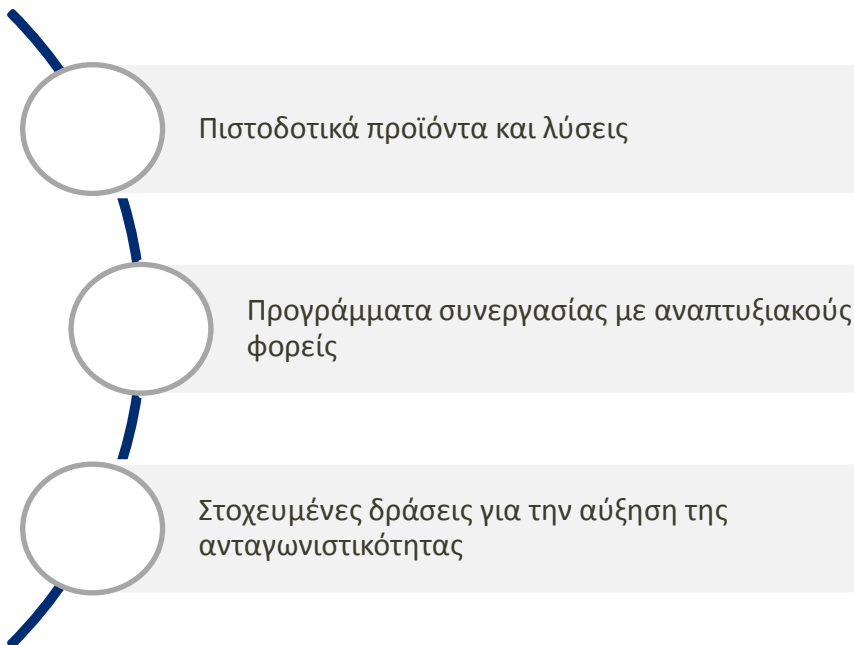 Πιστοδοτικά προϊόντα και λύσεις
Προγράμματα συνεργασίας με αναπτυξιακούς
φορείς
Στοχευμένες δράσεις για την αύξηση της
ανταγωνιστικότητας